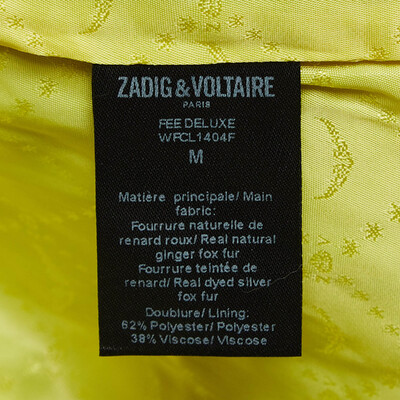 ZADIG & VOLTAIRE
PARIS
FEE DELUXE
WFCL1404F
M
Matière principale/ Main
fabric:
Fourrure naturelle de
renard roux/ Real natural
ginger fox fur
Fourrure teintée de
renard/ Real dyed silver
fox fur
Doublure/ Lining:
62% Polyester/ Polyester
38% Viscose/ Viscose